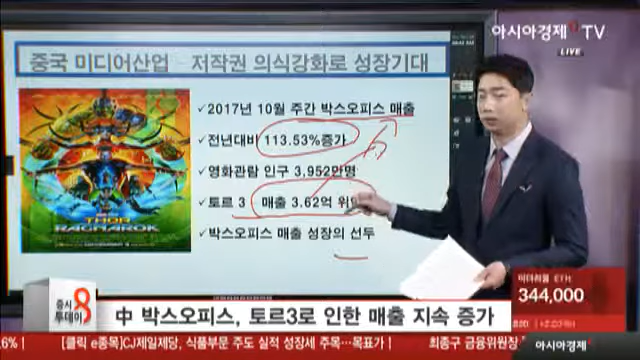 아시아경제 TV
LIVE
중국 미디어산업 저작권 의식강화로 성장기대
✓2017년 10월 주간 박스오피스 매출
✓전년대비 113.53%증가
✓영화관람 인구 3,952만명
✓토르 3 매출 3.62억
✓박스오피스 매출 성장의 선두
THOR
RAGNAROK
증시
투데이
8
中 박스오피스, 토르3로 인한 매출 지속 증가
이더리움 ETH
344,000
6% [클릭 e종목]CJ제일제당, 식품부문 주도 실적 성장세 주목…목표가
최종구 금융위원장
아시아경제